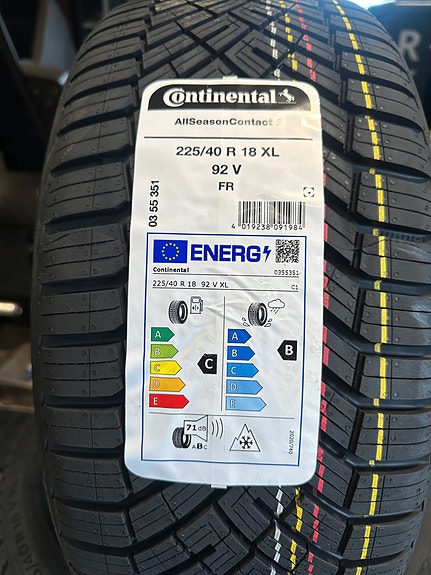 Continental
AllSeasonContact
225/40 R 18 XL
92 V
FR
03 55 351
4 019238 091984
ENERG
Continental 0355351
225/40 R 18 92 V XL C1
A
B
C
D
E
C
A
B
C
D
E
B
71 dB
ABC
2020/740